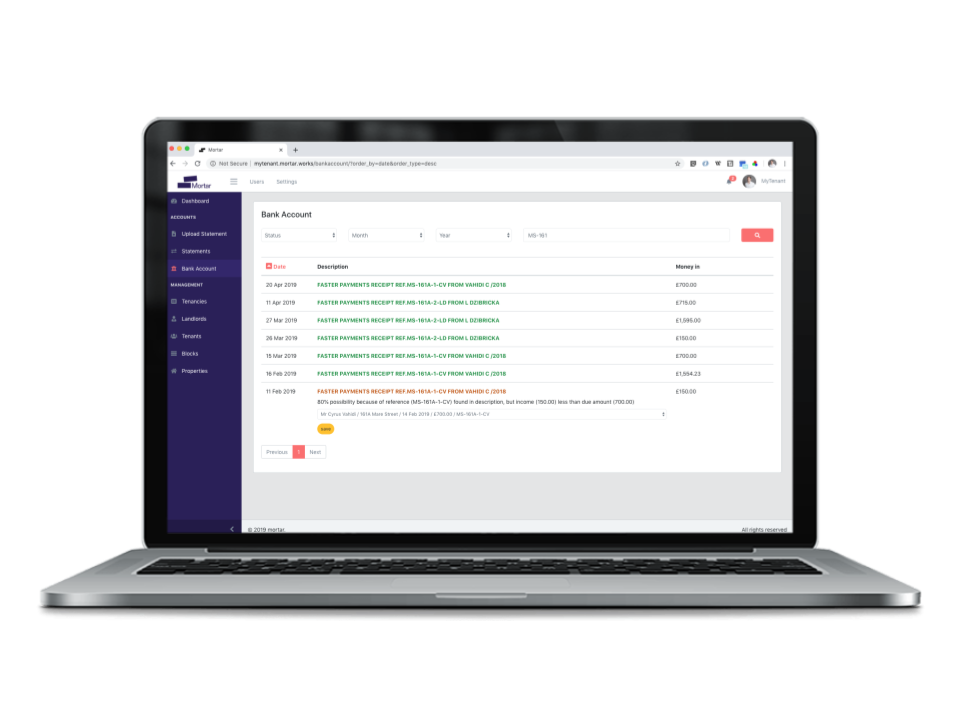 Mortar
Not Secure | mytenant.mortar.works/bankaccount/?order_by=date&order_type=desc
Mortar
Users Settings
2
MyTenant
Dashboard
ACCOUNTS
Upload Statement
Statements
Bank Account
MANAGEMENT
Tenancies
Landlords
Tenants
Blocks
Properties
Bank Account
Status Month Year MS-161
Date Description Money in
20 Apr 2019 FASTER PAYMENTS RECEIPT REF.MS-161A-1-CV FROM VAHIDI C /2018 £700.00
11 Apr 2019 FASTER PAYMENTS RECEIPT REF.MS-161A-2-LD FROM L DZIBRICKA £715.00
27 Mar 2019 FASTER PAYMENTS RECEIPT REF.MS-161A-2-LD FROM L DZIBRICKA £1,595.00
26 Mar 2019 FASTER PAYMENTS RECEIPT REF.MS-161A-2-LD FROM L DZIBRICKA £150.00
15 Mar 2019 FASTER PAYMENTS RECEIPT REF.MS-161A-1-CV FROM VAHIDI C /2018 £700.00
16 Feb 2019 FASTER PAYMENTS RECEIPT REF.MS-161A-1-CV FROM VAHIDI C /2018 £1,554.23
11 Feb 2019 FASTER PAYMENTS RECEIPT REF.MS-161A-1-CV FROM VAHIDI C /2018 £150.00
80% possibility because of reference (MS-161A-1-CV) found in description, but income (150.00) less than due amount (700.00)
Mr Cyrus Vahidi / 161A Mare Street / 14 Feb 2019 / £700.00 / MS-161A-1-CV
save
Previous 1 Next
© 2019 mortar.
All rights reserved